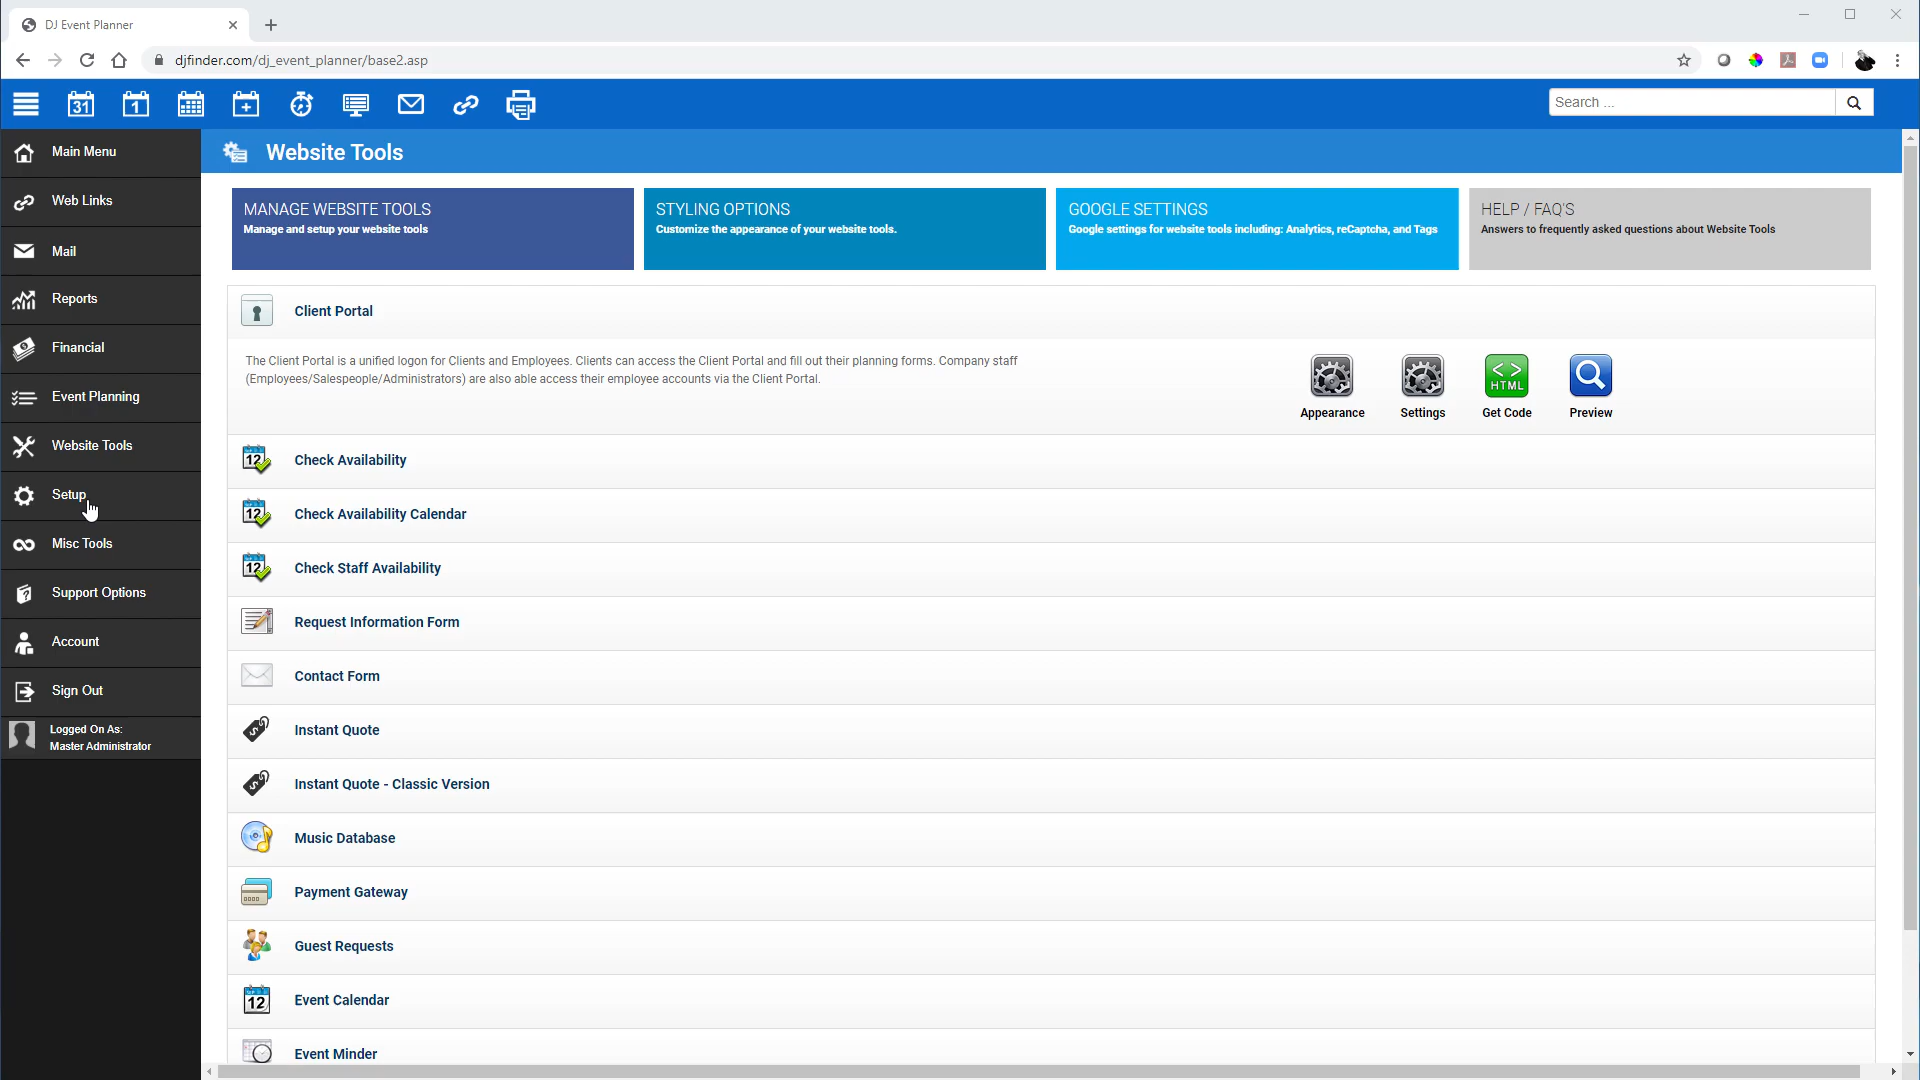 DJ Event Planner
djfinder.com/dj_event_planner/base2.asp
31
1
Search ...
Main Menu
Web Links
Mail
Reports
Financial
Event Planning
Website Tools
Setup
Misc Tools
Support Options
Account
Sign Out
Logged On As:
Master Administrator
Website Tools
MANAGE WEBSITE TOOLS
Manage and setup your website tools
STYLING OPTIONS
Customize the appearance of your website tools.
GOOGLE SETTINGS
Google settings for website tools including: Analytics, reCaptcha, and Tags
HELP / FAQ'S
Answers to frequently asked questions about Website Tools
Client Portal
The Client Portal is a unified logon for Clients and Employees. Clients can access the Client Portal and fill out their planning forms. Company staff
(Employees/Salespeople/Administrators) are also able access their employee accounts via the Client Portal.
Appearance
Settings
< >
HTML
Get Code
Preview
12
Check Availability
12
Check Availability Calendar
12
Check Staff Availability
Request Information Form
Contact Form
Instant Quote
Instant Quote - Classic Version
Music Database
Payment Gateway
Guest Requests
12
Event Calendar
Event Minder